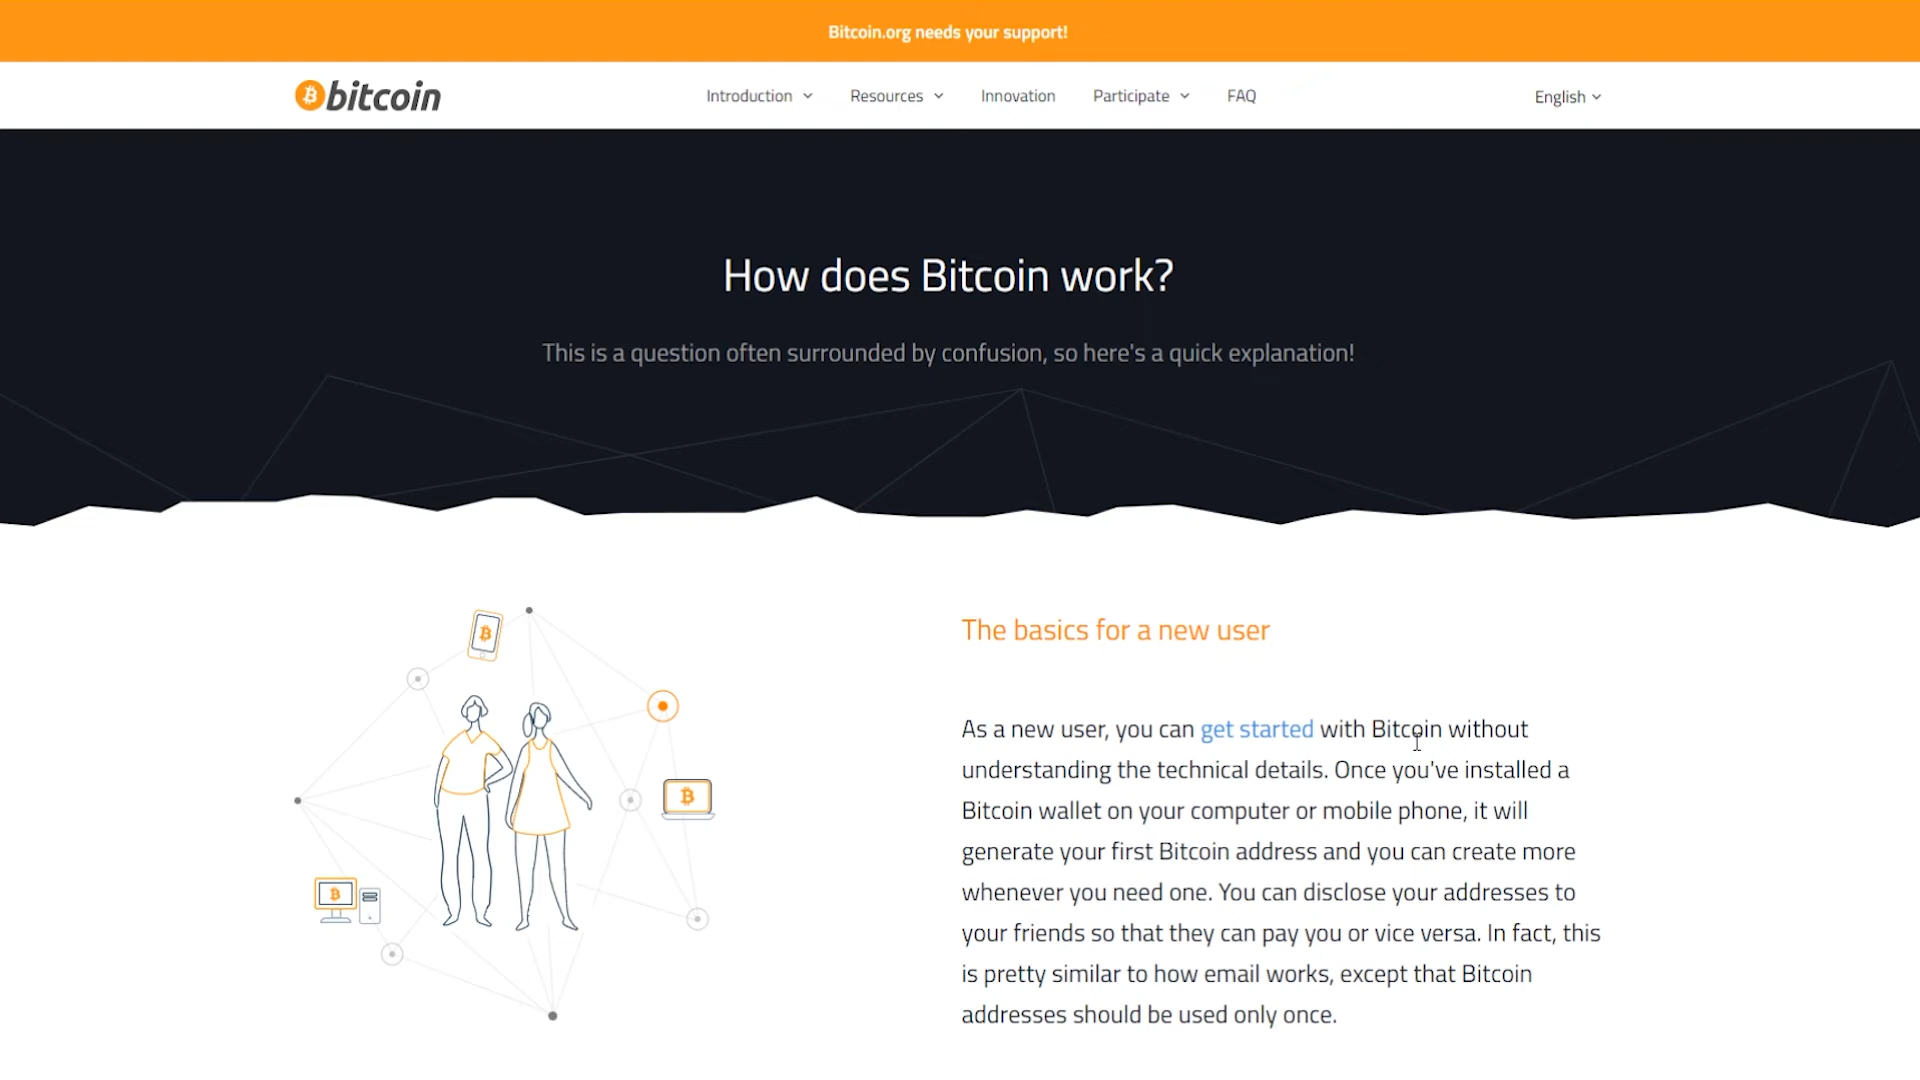 Bitcoin.org needs your support!
bitcoin
Introduction
Resources
Innovation
Participate
FAQ
English
How does Bitcoin work?
This is a question often surrounded by confusion, so here's a quick explanation!
The basics for a new user
As a new user, you can get started with Bitcoin without
understanding the technical details. Once you've installed a
Bitcoin wallet on your computer or mobile phone, it will
generate your first Bitcoin address and you can create more
whenever you need one. You can disclose your addresses to
your friends so that they can pay you or vice versa. In fact, this
is pretty similar to how email works, except that Bitcoin
addresses should be used only once.